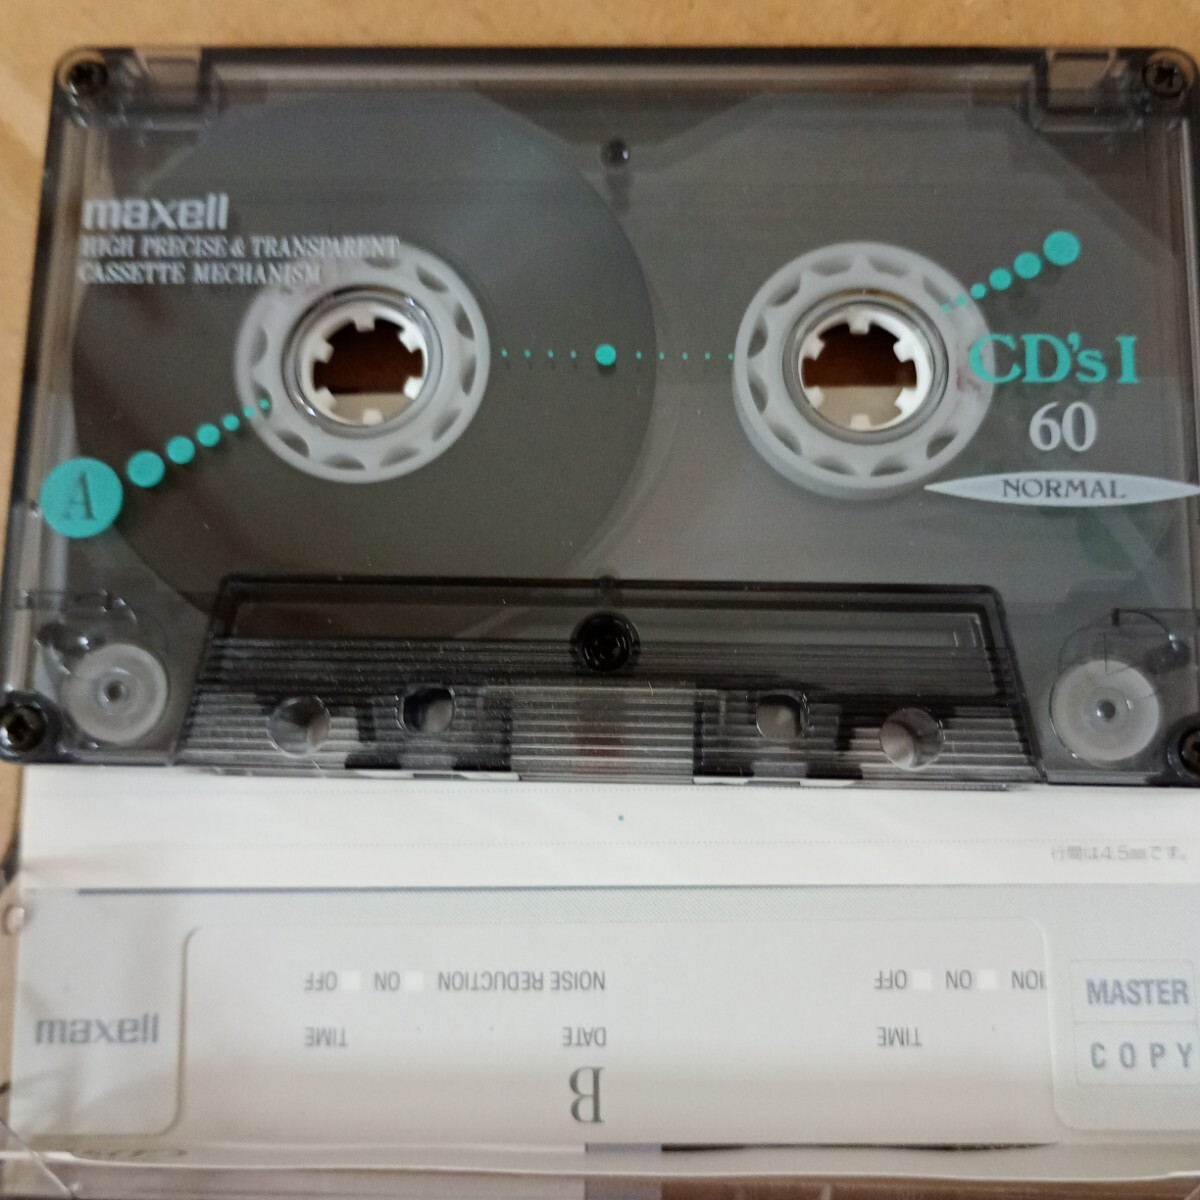 maxell
HIGH PRECISE & TRANSPARENT
CASSETTE MECHANISM
CD's I
60
NORMAL
A
行間は4.5mmです。
maxell
NOISE REDUCTION ON OFF
DATE TIME
B
ION ON OFF
TIME
MASTER
COPY